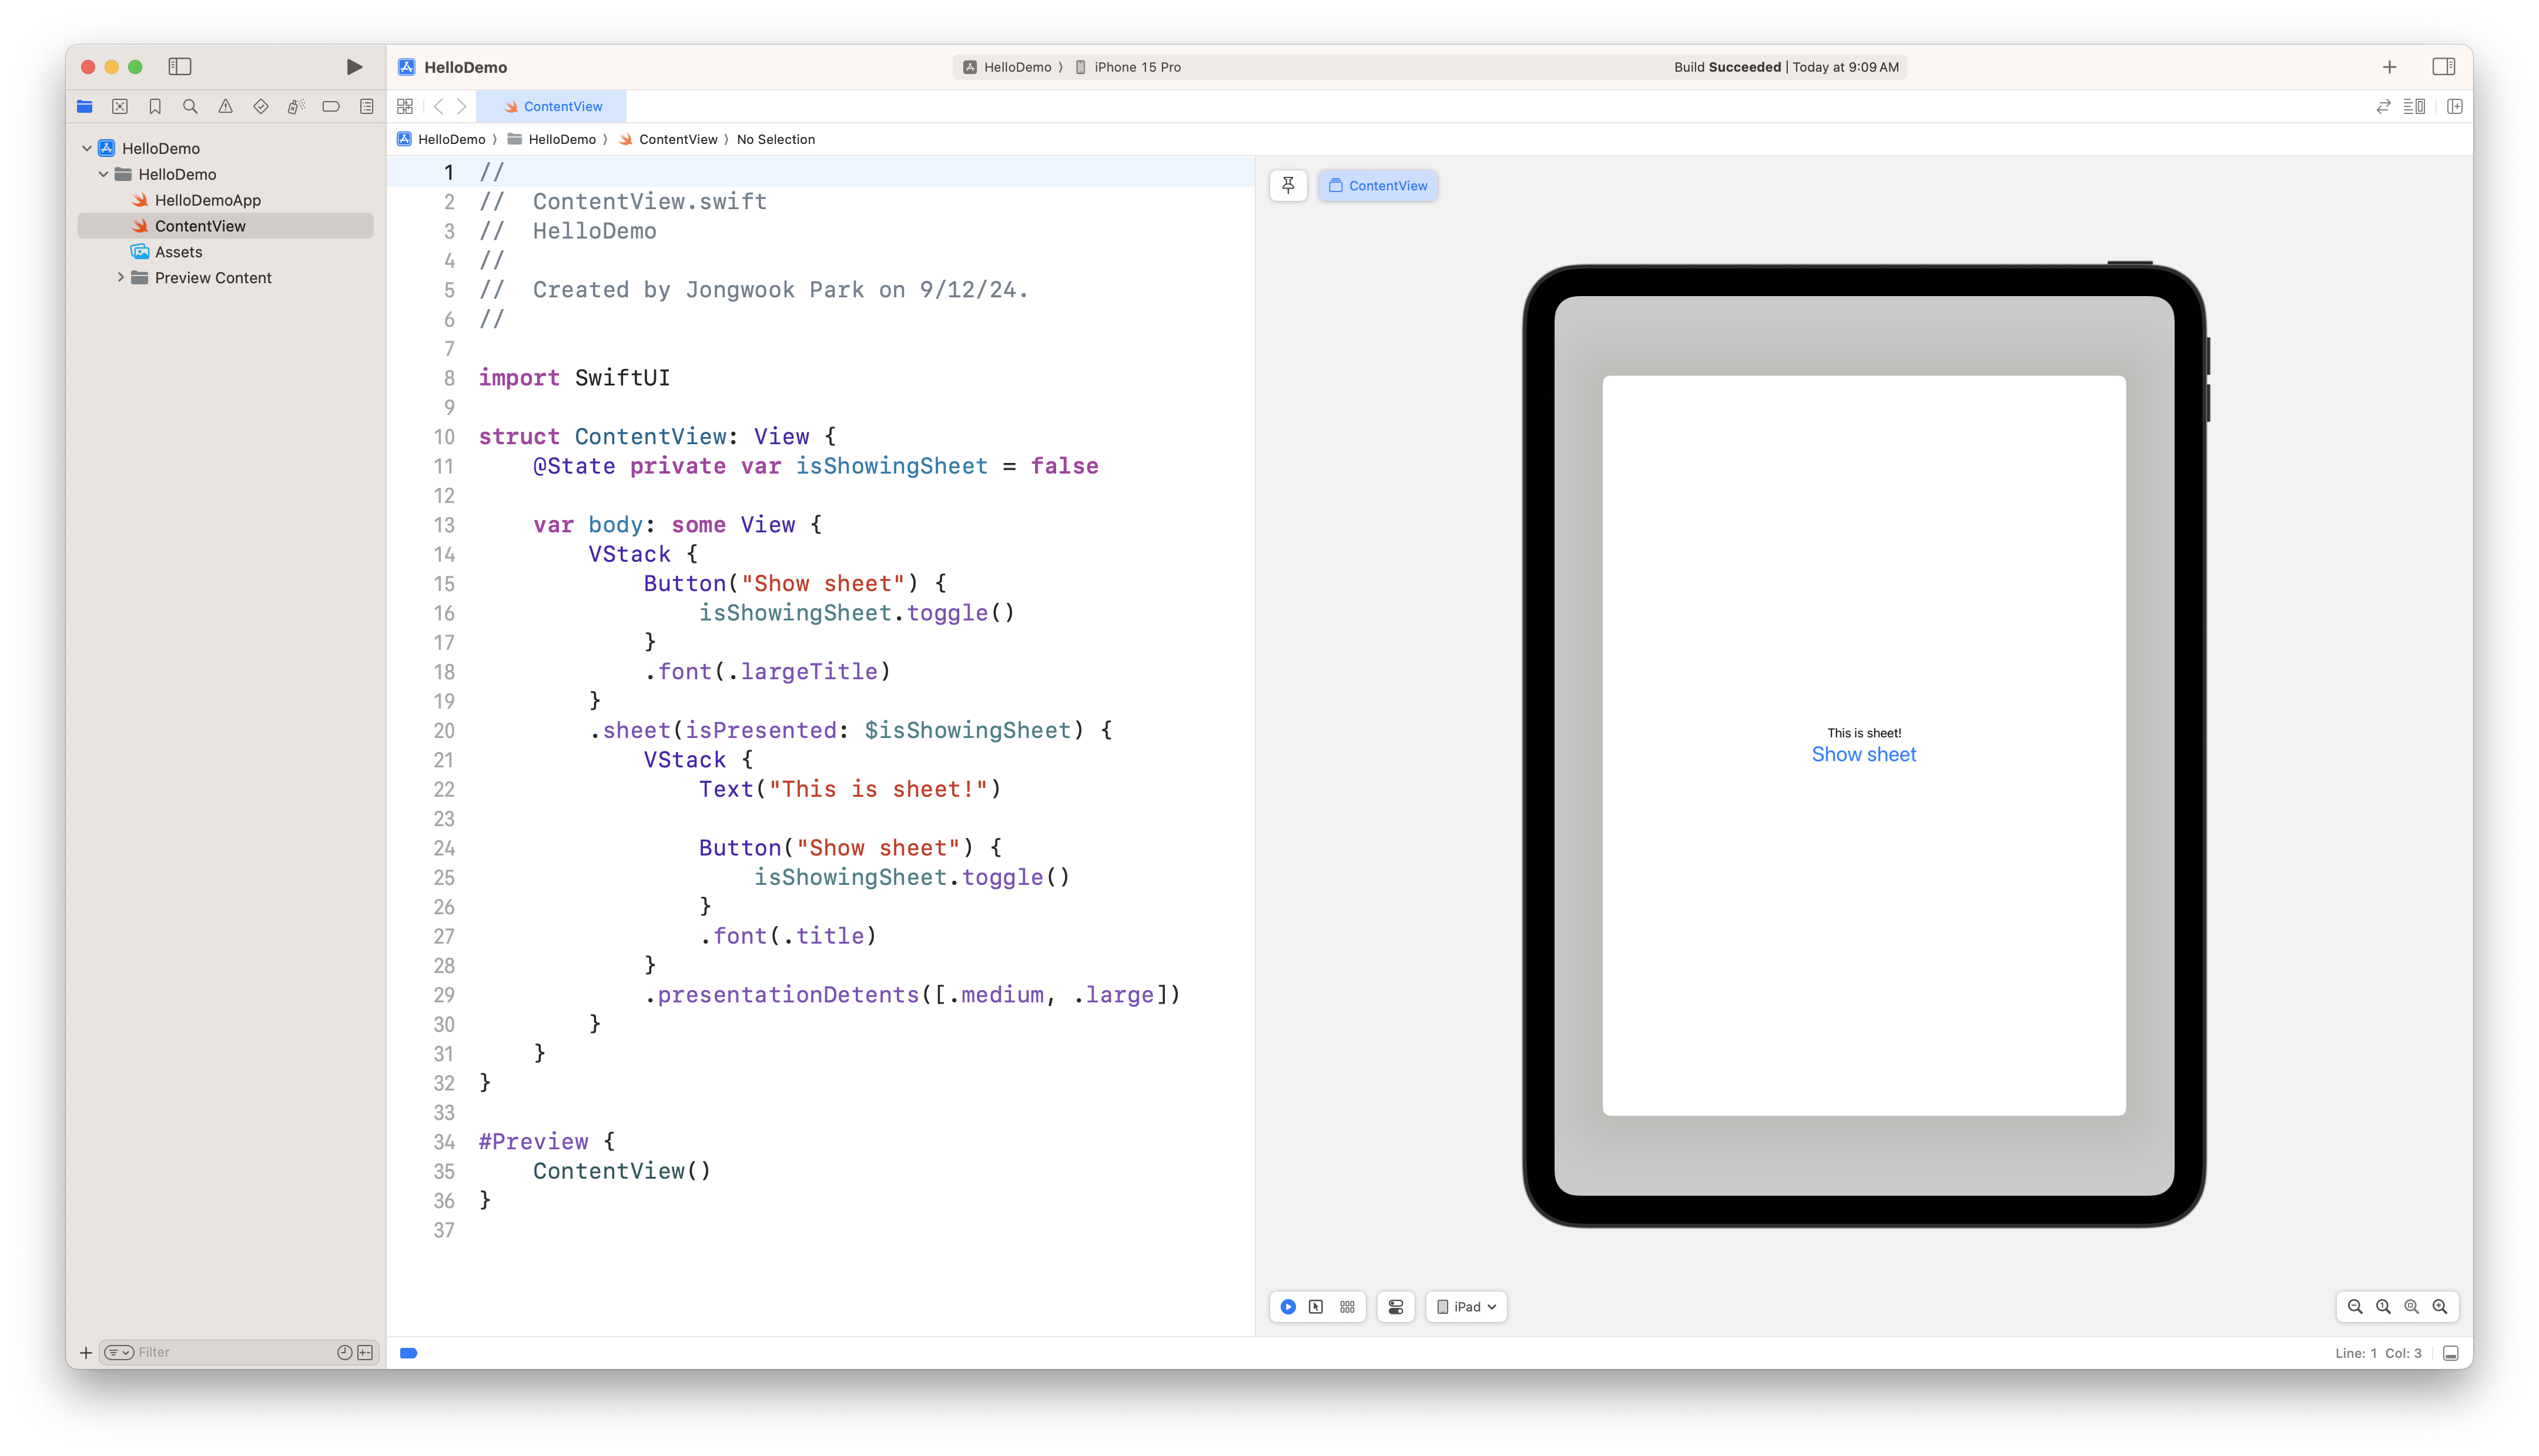 HelloDemo
HelloDemo ⟩ iPhone 15 Pro
Build Succeeded | Today at 9:09 AM
ContentView
HelloDemo ⟩ HelloDemo ⟩ ContentView ⟩ No Selection
HelloDemo
HelloDemo
HelloDemoApp
ContentView
Assets
Preview Content
Filter
1 //
2 //  ContentView.swift
3 //  HelloDemo
4 //
5 //  Created by Jongwook Park on 9/12/24.
6 //
7
8 import SwiftUI
9
10 struct ContentView: View {
11     @State private var isShowingSheet = false
12
13     var body: some View {
14         VStack {
15             Button("Show sheet") {
16                 isShowingSheet.toggle()
17             }
18             .font(.largeTitle)
19         }
20         .sheet(isPresented: $isShowingSheet) {
21             VStack {
22                 Text("This is sheet!")
23
24                 Button("Show sheet") {
25                     isShowingSheet.toggle()
26                 }
27                 .font(.title)
28             }
29             .presentationDetents([.medium, .large])
30         }
31     }
32 }
33
34 #Preview {
35     ContentView()
36 }
37
ContentView
This is sheet!
Show sheet
iPad
Line: 1 Col: 3